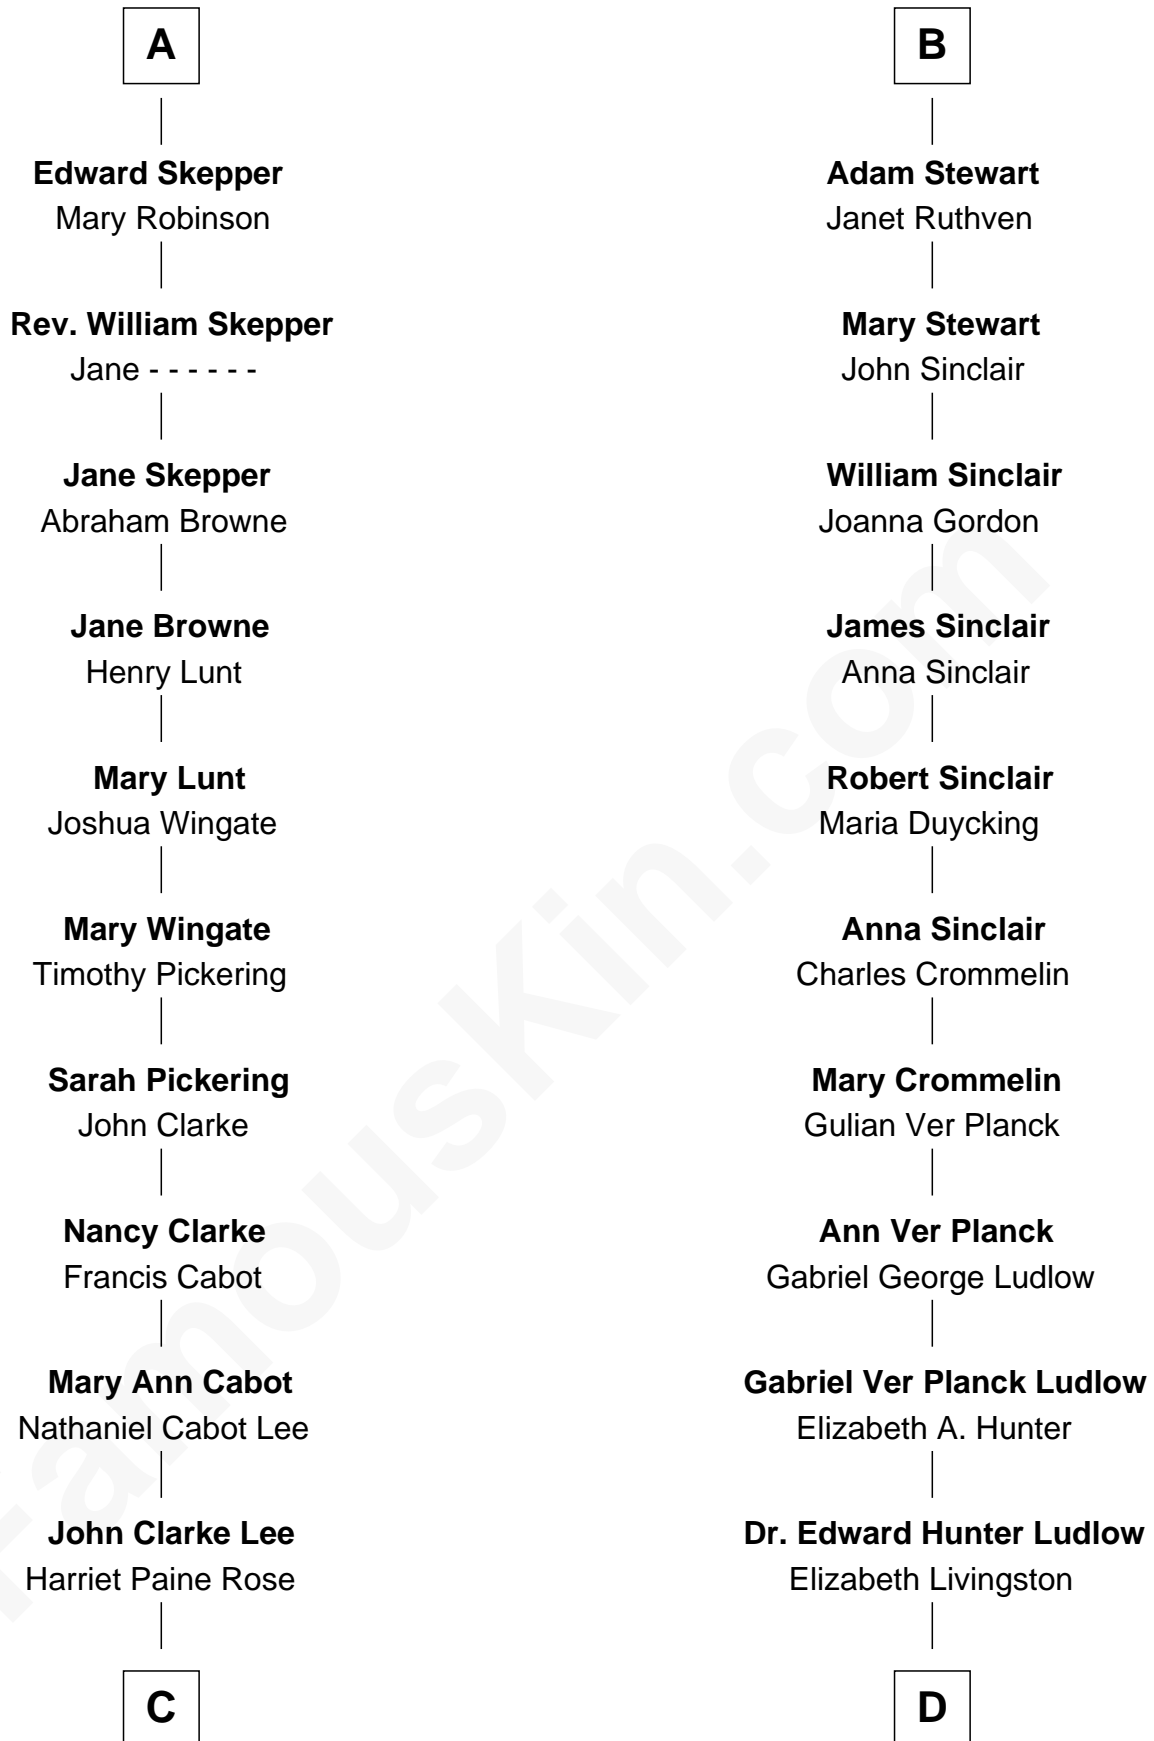 A
Edward Skepper
Mary Robinson
Rev. William Skepper
Jane - - - - - -
Jane Skepper
Abraham Browne
Jane Browne
Henry Lunt
Mary Lunt
Joshua Wingate
Mary Wingate
Timothy Pickering
Sarah Pickering
John Clarke
Nancy Clarke
Francis Cabot
Mary Ann Cabot
Nathaniel Cabot Lee
John Clarke Lee
Harriet Paine Rose
C
B
Adam Stewart
Janet Ruthven
Mary Stewart
John Sinclair
William Sinclair
Joanna Gordon
James Sinclair
Anna Sinclair
Robert Sinclair
Maria Duycking
Anna Sinclair
Charles Crommelin
Mary Crommelin
Gulian Ver Planck
Ann Ver Planck
Gabriel George Ludlow
Gabriel Ver Planck Ludlow
Elizabeth A. Hunter
Dr. Edward Hunter Ludlow
Elizabeth Livingston
D
FamousKin.com